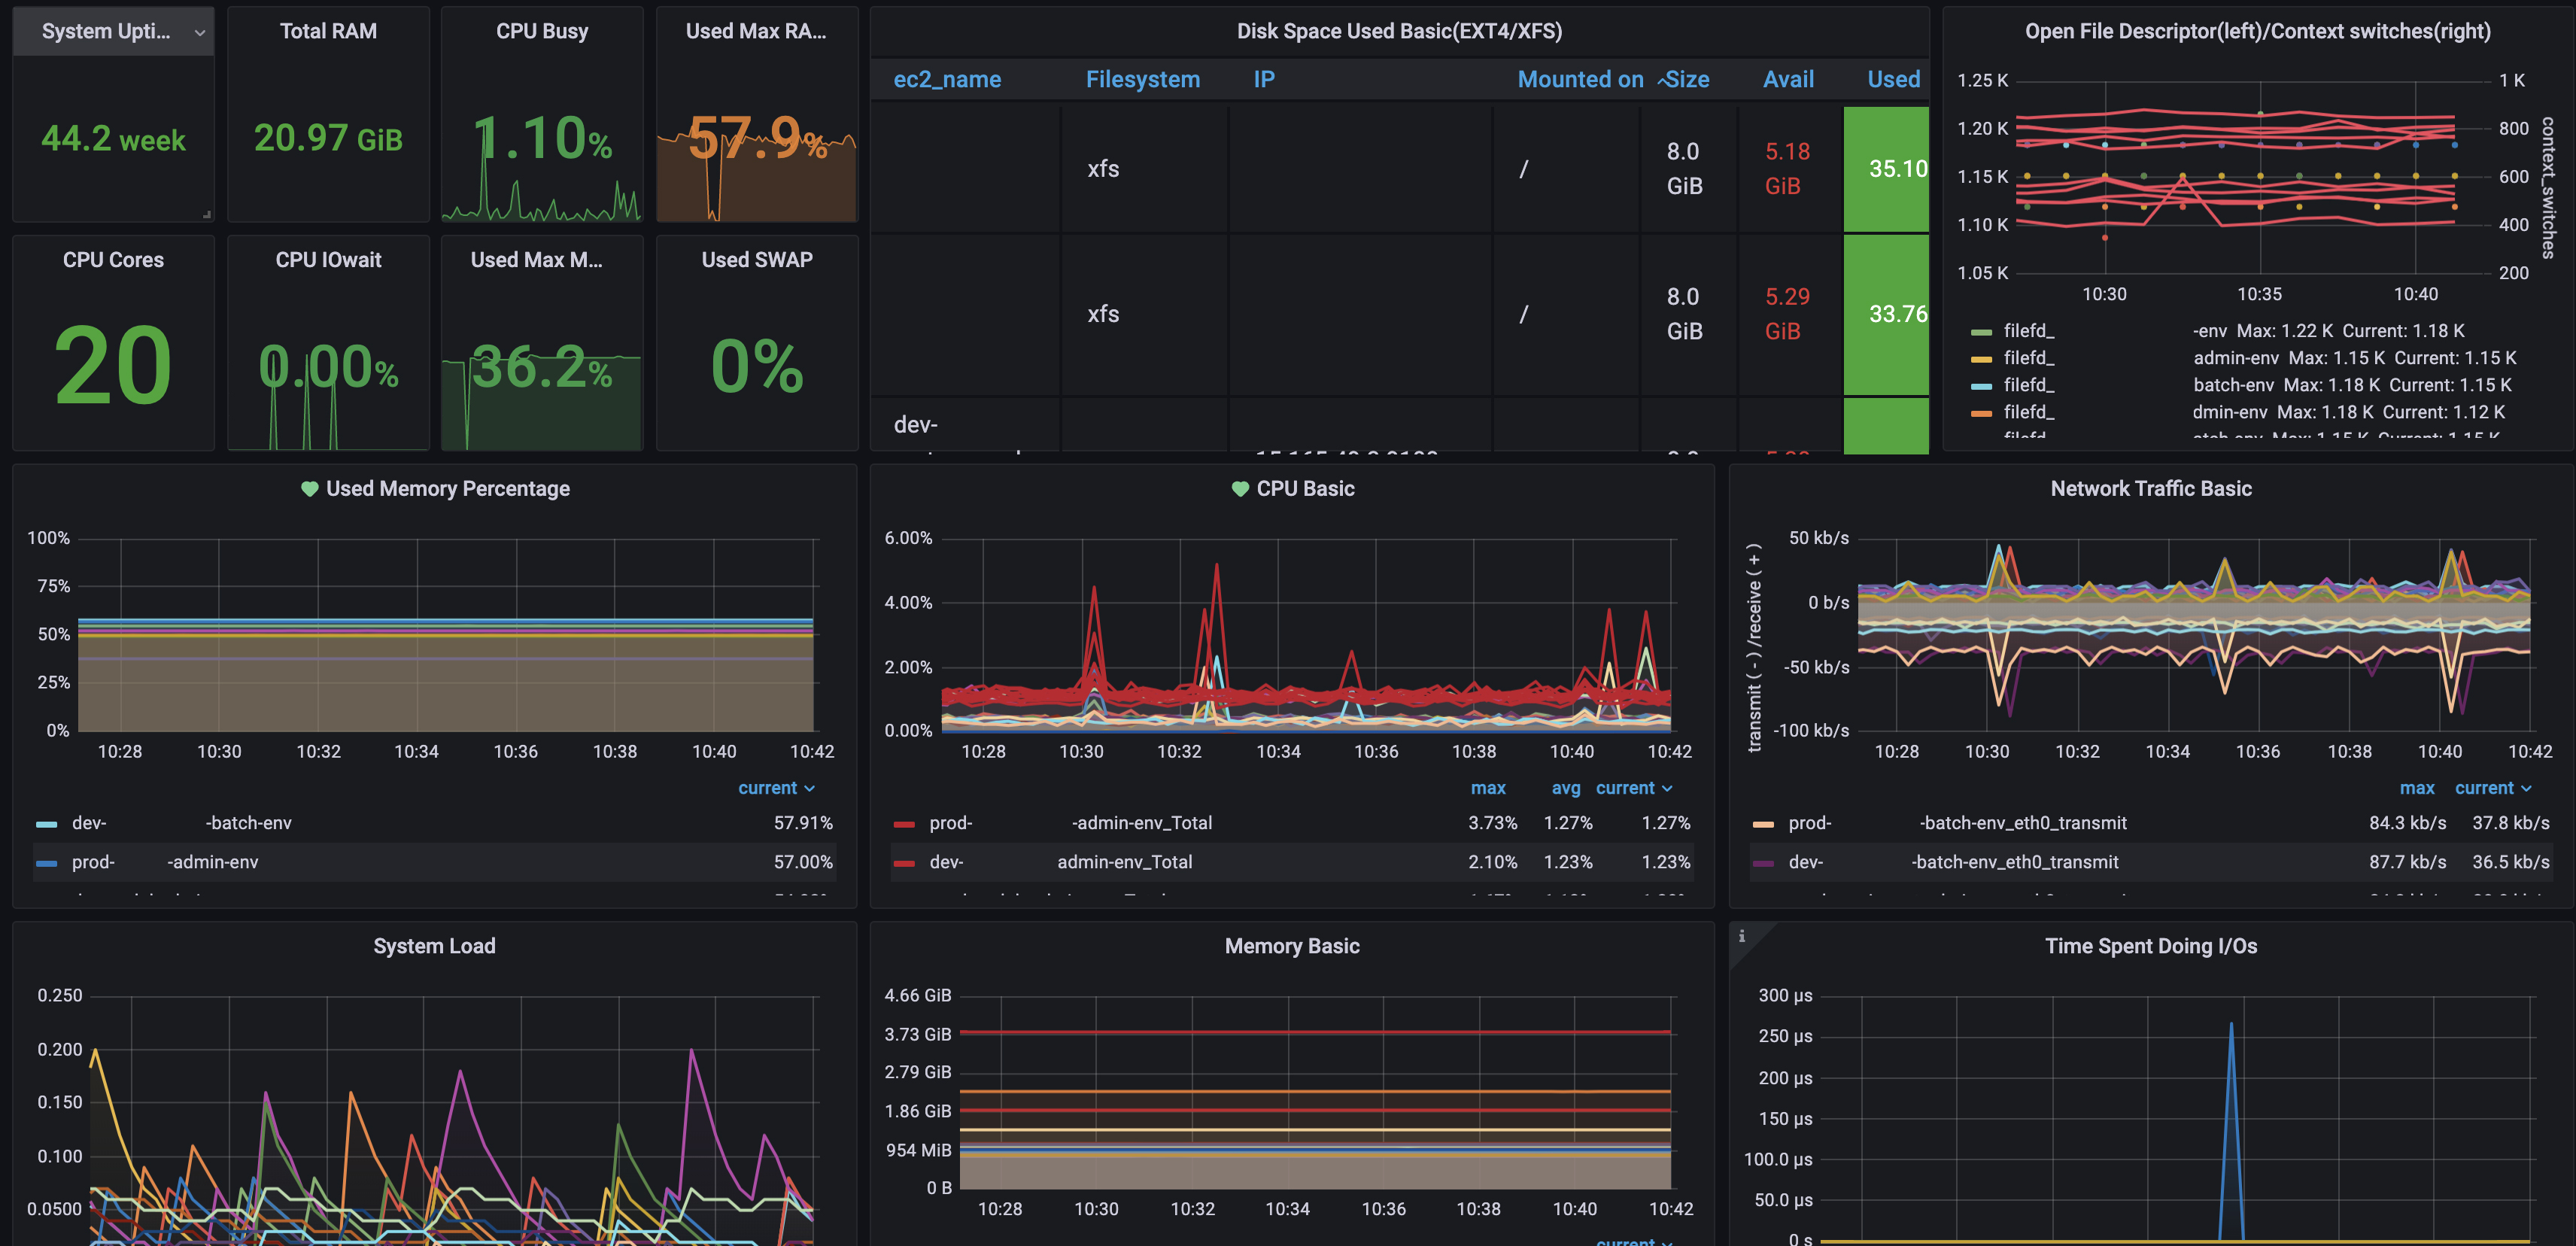 System Upti...
44.2 week
Total RAM
20.97 GiB
CPU Busy
1.10%
Used Max RA...
57.9%
CPU Cores
20
CPU IOwait
0.00%
Used Max M...
36.2%
Used SWAP
0%
Disk Space Used Basic(EXT4/XFS)
ec2_name Filesystem IP Mounted on Size Avail Used
xfs / 8.0 GiB 5.18 GiB 35.10
xfs / 8.0 GiB 5.29 GiB 33.76
dev-
Open File Descriptor(left)/Context switches(right)
1.25 K
1.20 K
1.15 K
1.10 K
1.05 K
1 K
800
600
400
200
context_switches
10:30 10:35 10:40
filefd_ -env Max: 1.22 K Current: 1.18 K
filefd_ admin-env Max: 1.15 K Current: 1.15 K
filefd_ batch-env Max: 1.18 K Current: 1.15 K
filefd_ dmin-env Max: 1.18 K Current: 1.12 K
Used Memory Percentage
100%
75%
50%
25%
0%
10:28 10:30 10:32 10:34 10:36 10:38 10:40 10:42
current
dev- -batch-env 57.91%
prod- -admin-env 57.00%
CPU Basic
6.00%
4.00%
2.00%
0.00%
10:28 10:30 10:32 10:34 10:36 10:38 10:40 10:42
max avg current
prod- -admin-env_Total 3.73% 1.27% 1.27%
dev- admin-env_Total 2.10% 1.23% 1.23%
Network Traffic Basic
transmit ( - ) /receive ( + )
50 kb/s
0 b/s
-50 kb/s
-100 kb/s
10:28 10:30 10:32 10:34 10:36 10:38 10:40 10:42
max current
prod- -batch-env_eth0_transmit 84.3 kb/s 37.8 kb/s
dev- -batch-env_eth0_transmit 87.7 kb/s 36.5 kb/s
System Load
0.250
0.200
0.150
0.100
0.0500
Memory Basic
4.66 GiB
3.73 GiB
2.79 GiB
1.86 GiB
954 MiB
0 B
10:28 10:30 10:32 10:34 10:36 10:38 10:40 10:42
current
i
Time Spent Doing I/Os
300 µs
250 µs
200 µs
150 µs
100.0 µs
50.0 µs
0 s